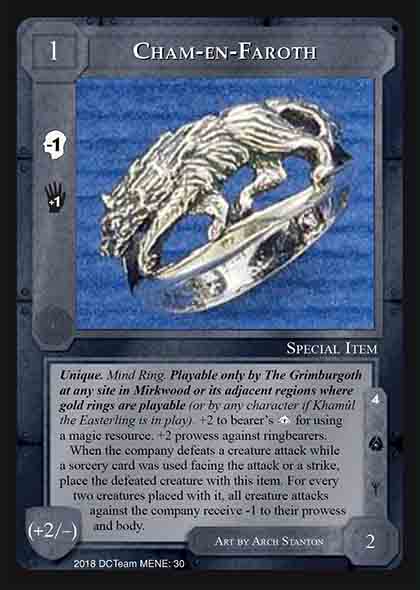 1
CHAM-EN-FAROTH
-1
+1
SPECIAL ITEM
Unique. Mind Ring. Playable only by The Grimburgoth
at any site in Mirkwood or its adjacent regions where
gold rings are playable (or by any character if Khamûl
the Easterling is in play). +2 to bearer's for using
a magic resource. +2 prowess against ringbearers.
When the company defeats a creature attack while
a sorcery card was used facing the attack or a strike,
place the defeated creature with this item. For every
two creatures placed with it, all creature attacks
against the company receive -1 to their prowess
and body.
4
(+2/–)
ART BY ARCH STANTON
2
2018 DCTeam MENE: 30